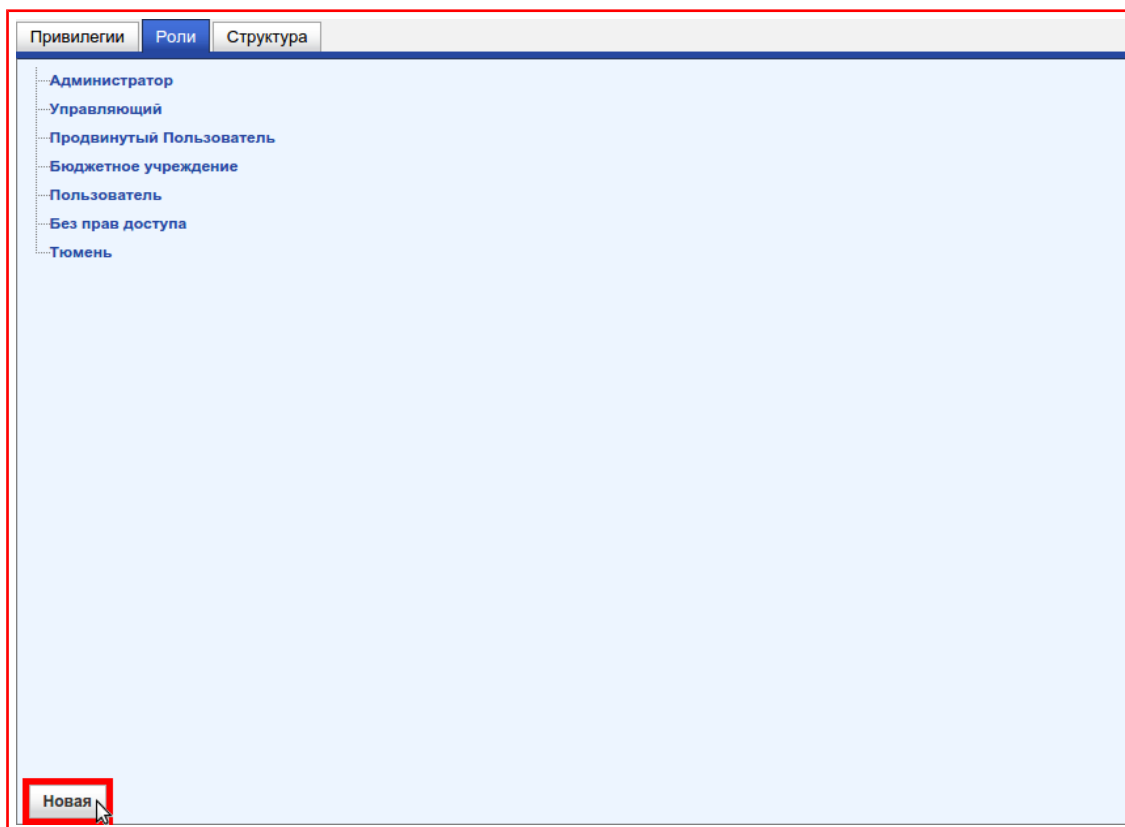 Привилегии Роли Структура
Администратор
Управляющий
Продвинутый Пользователь
Бюджетное учреждение
Пользователь
Без прав доступа
Тюмень
Новая